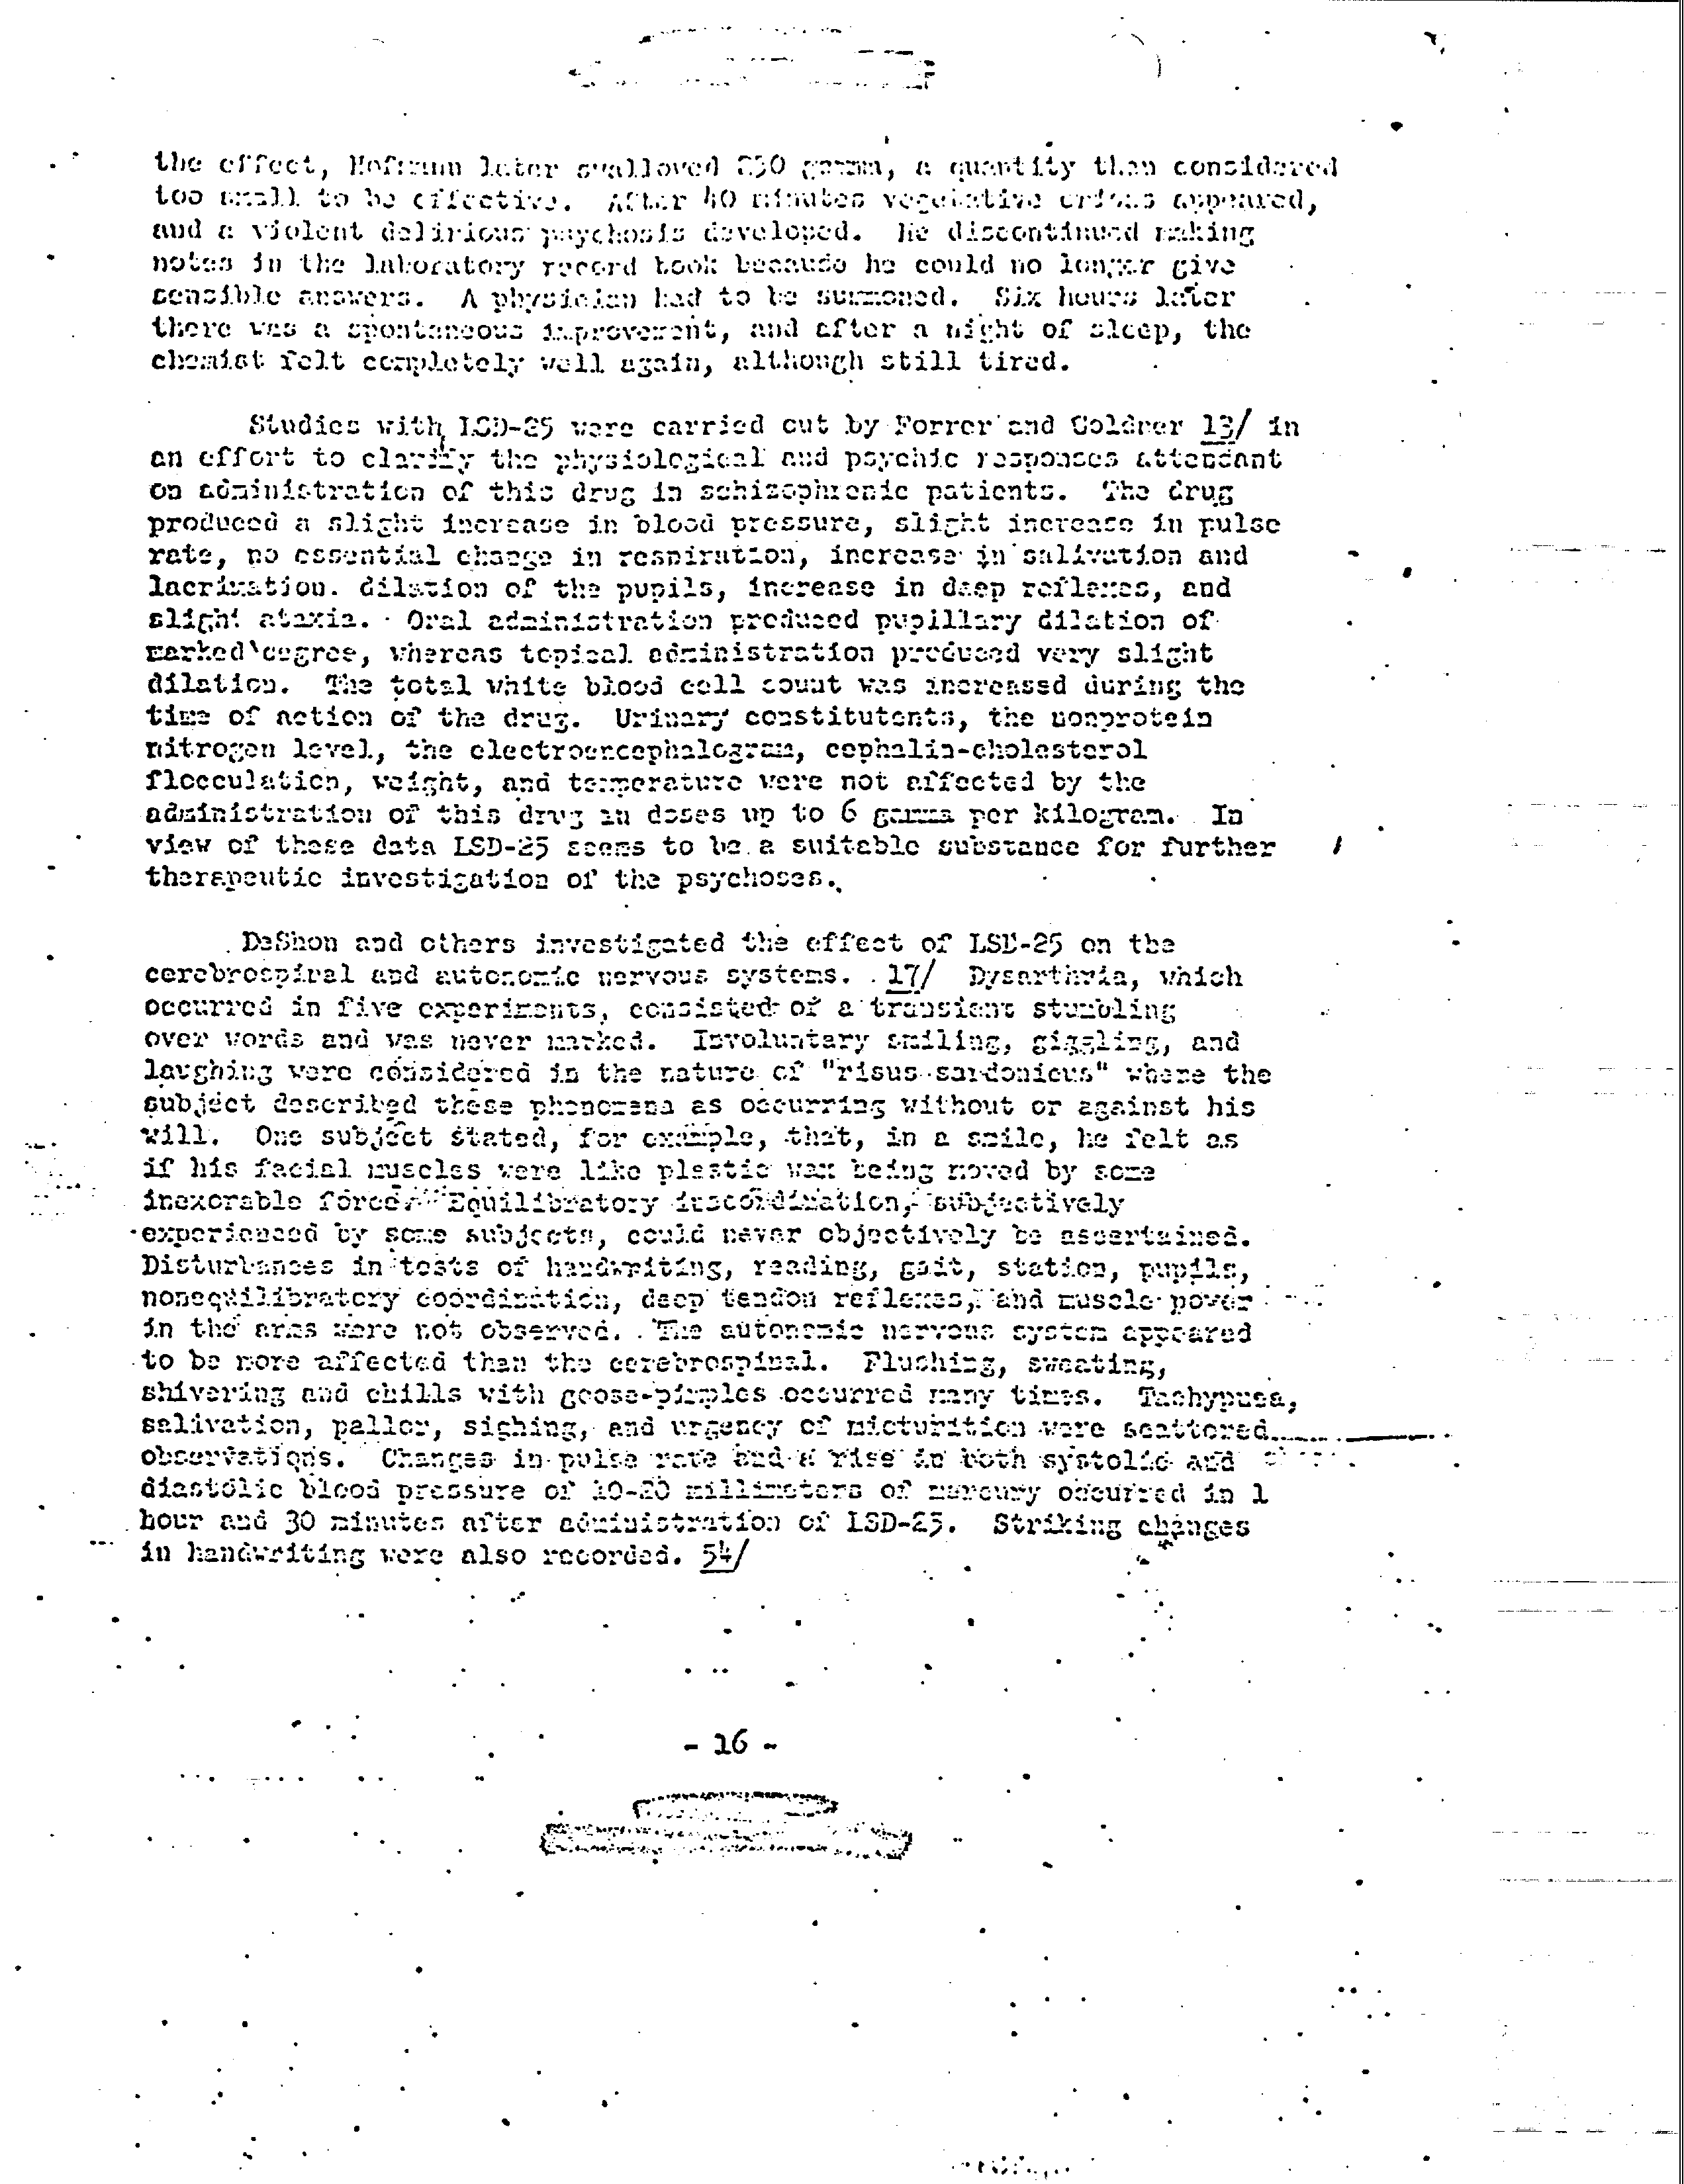 the effect, Hofmann later swallowed 250 gamma, a quantity then considered
too small to be effective. After 40 minutes vegetative crises appeared,
and a violent delirious psychosis developed. He discontinued making
notes in the laboratory record book because he could no longer give
sensible answers. A physician had to be summoned. Six hours later
there was a spontaneous improvement, and after a night of sleep, the
chemist felt completely well again, although still tired.
Studies with LSD-25 were carried out by Forrer and Goldner 13/ in
an effort to clarify the physiological and psychic responses attendant
on administration of this drug in schizophrenic patients. The drug
produced a slight increase in blood pressure, slight increase in pulse
rate, no essential change in respiration, increase in salivation and
lacrimation. dilation of the pupils, increase in deep reflexes, and
slight ataxia. Oral administration produced pupillary dilation of
marked degree, whereas topical administration produced very slight
dilation. The total white blood cell count was increased during the
time of action of the drug. Urinary constitutents, the nonprotein
nitrogen level, the electroencephalogram, cephalin-cholesterol
flocculation, weight, and temperature were not affected by the
administration of this drug in doses up to 6 gamma per kilogram. In
view of these data LSD-25 seems to be a suitable substance for further
therapeutic investigation of the psychoses.
DeShon and others investigated the effect of LSD-25 on the
cerebrospinal and autonomic nervous systems. 17/ Dysarthria, which
occurred in five experiments, consisted of a transient stumbling
over words and was never marked. Involuntary smiling, giggling, and
laughing were considered in the nature of "risus sardonicus" where the
subject described these phenomena as occurring without or against his
will. One subject stated, for example, that, in a smile, he felt as
if his facial muscles were like plastic wax being moved by some
inexorable force. Equilibratory incoordination, subjectively
experienced by some subjects, could never objectively be ascertained.
Disturbances in tests of handwriting, reading, gait, station, pupils,
nonequilibratory coordination, deep tendon reflexes, and muscle power
in the arms were not observed. The autonomic nervous system appeared
to be more affected than the cerebrospinal. Flushing, sweating,
shivering and chills with goose-pimples occurred many times. Tachypnea,
salivation, pallor, sighing, and urgency of micturition were scattered
observations. Changes in pulse rate and a rise in both systolic and
diastolic blood pressure of 10-20 millimeters of mercury occurred in 1
hour and 30 minutes after administration of LSD-25. Striking changes
in handwriting were also recorded. 54/
- 16 -